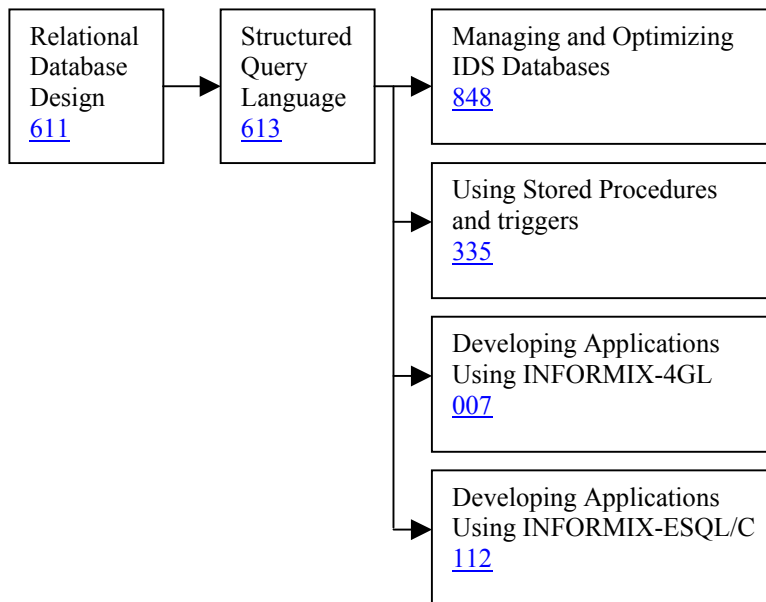 Relational
Database
Design
611
Structured
Query
Language
613
Managing and Optimizing
IDS Databases
848
Using Stored Procedures
and triggers
335
Developing Applications
Using INFORMIX-4GL
007
Developing Applications
Using INFORMIX-ESQL/C
112